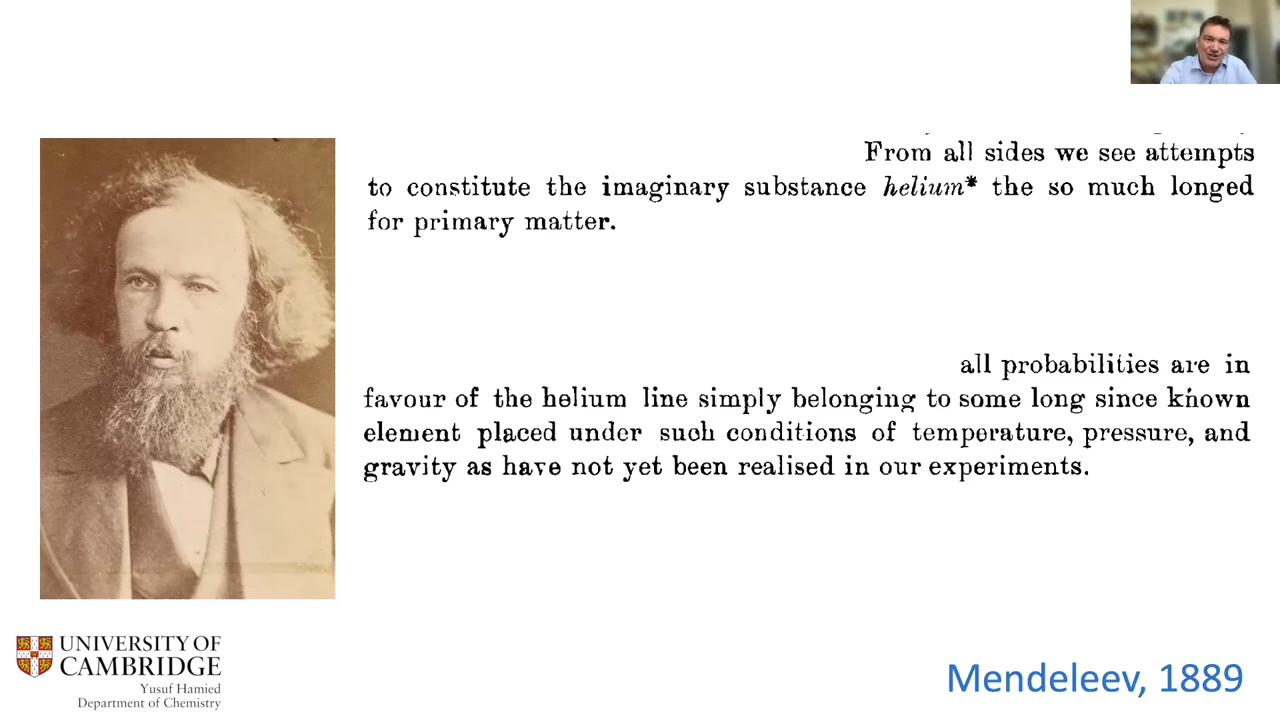 From all sides we see attempts
to constitute the imaginary substance helium* the so much longed
for primary matter.
all probabilities are in
favour of the helium line simply belonging to some long since known
element placed under such conditions of temperature, pressure, and
gravity as have not yet been realised in our experiments.
UNIVERSITY OF
CAMBRIDGE
Yusuf Hamied
Department of Chemistry
Mendeleev, 1889